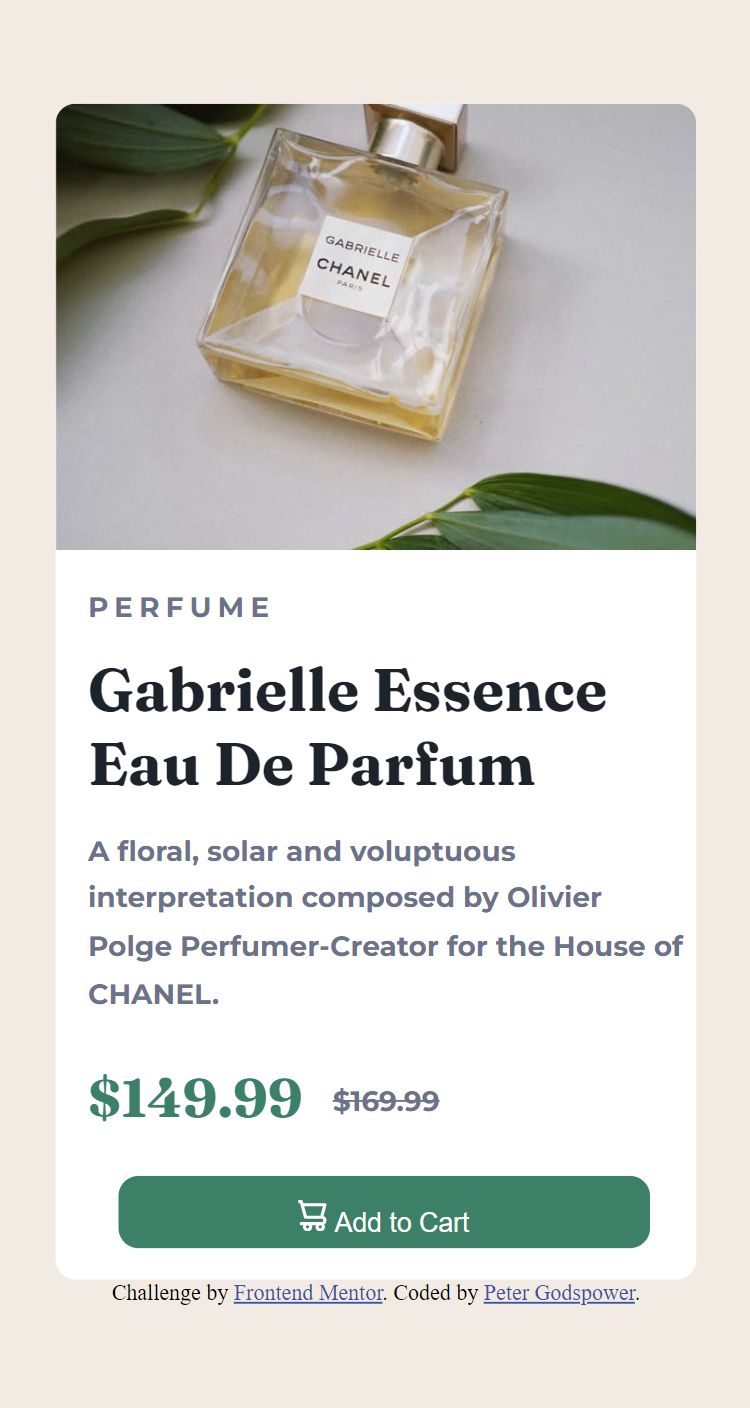 GABRIELLE
CHANEL
PARIS
PERFUME
Gabrielle Essence
Eau De Parfum
A floral, solar and voluptuous
interpretation composed by Olivier
Polge Perfumer-Creator for the House of
CHANEL.
$149.99 $169.99
Add to Cart
Challenge by Frontend Mentor. Coded by Peter Godspower.